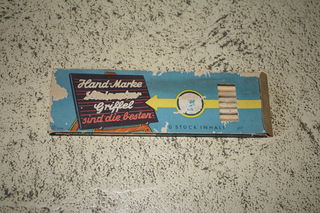 Hand-Marke
Griffel
sind die besten.
STÜCK INHALT